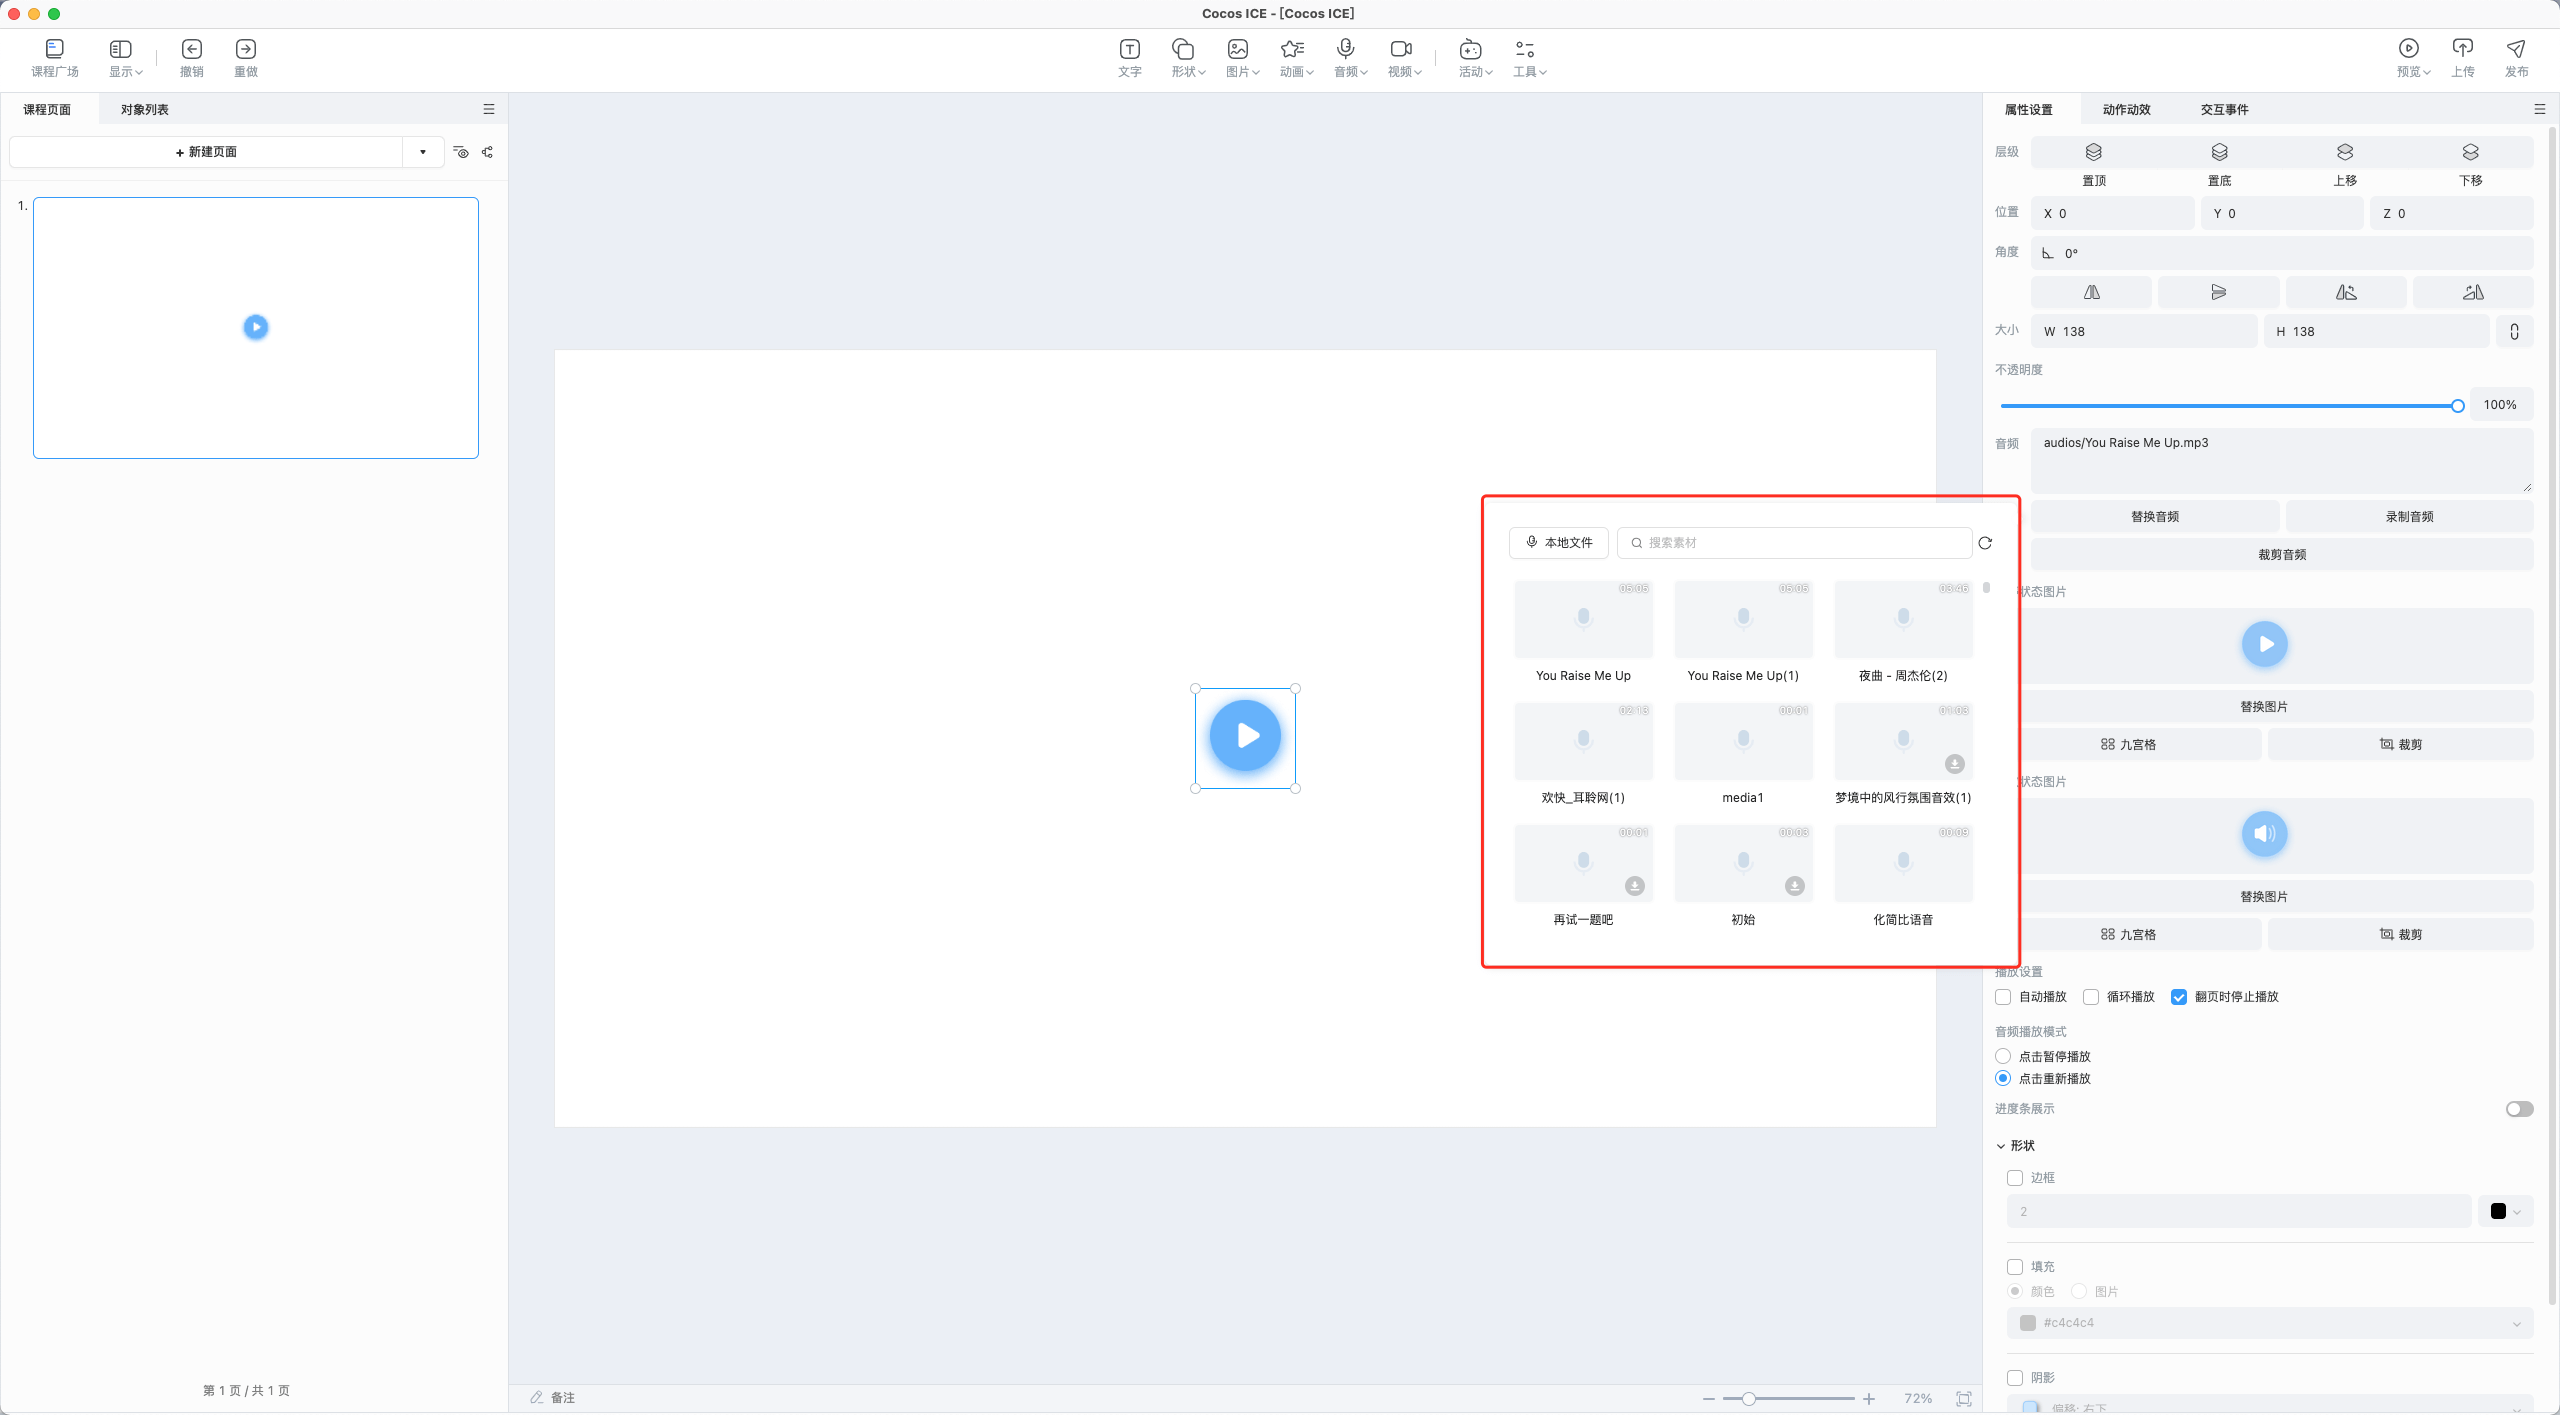 Cocos ICE - [Cocos ICE]
课程广场 显示 撤销 重做 文字 形状 图片 动画 音频 视频 活动 工具 预览 上传 发布
课程页面 对象列表
+ 新建页面
1.
第 1 页 / 共 1 页
本地文件 搜索素材
05:05 05:05 03:46
You Raise Me Up You Raise Me Up(1) 夜曲 - 周杰伦(2)
02:13 00:01 01:03
欢快_耳聆网(1) media1 梦境中的风行氛围音效(1)
00:01 00:03 00:09
再试一题吧 初始 化简比语音
备注 72%
属性设置 动作动效 交互事件
层级
置顶 置底 上移 下移
位置 X 0 Y 0 Z 0
角度 0°
大小 W 138 H 138
不透明度
100%
音频 audios/You Raise Me Up.mp3
替换音频 录制音频
裁剪音频
状态图片
替换图片
九宫格 裁剪
状态图片
替换图片
九宫格 裁剪
播放设置
自动播放 循环播放 翻页时停止播放
音频播放模式
点击暂停播放
点击重新播放
进度条展示
形状
边框
2
填充
颜色 图片
#c4c4c4
阴影
偏移: 右下